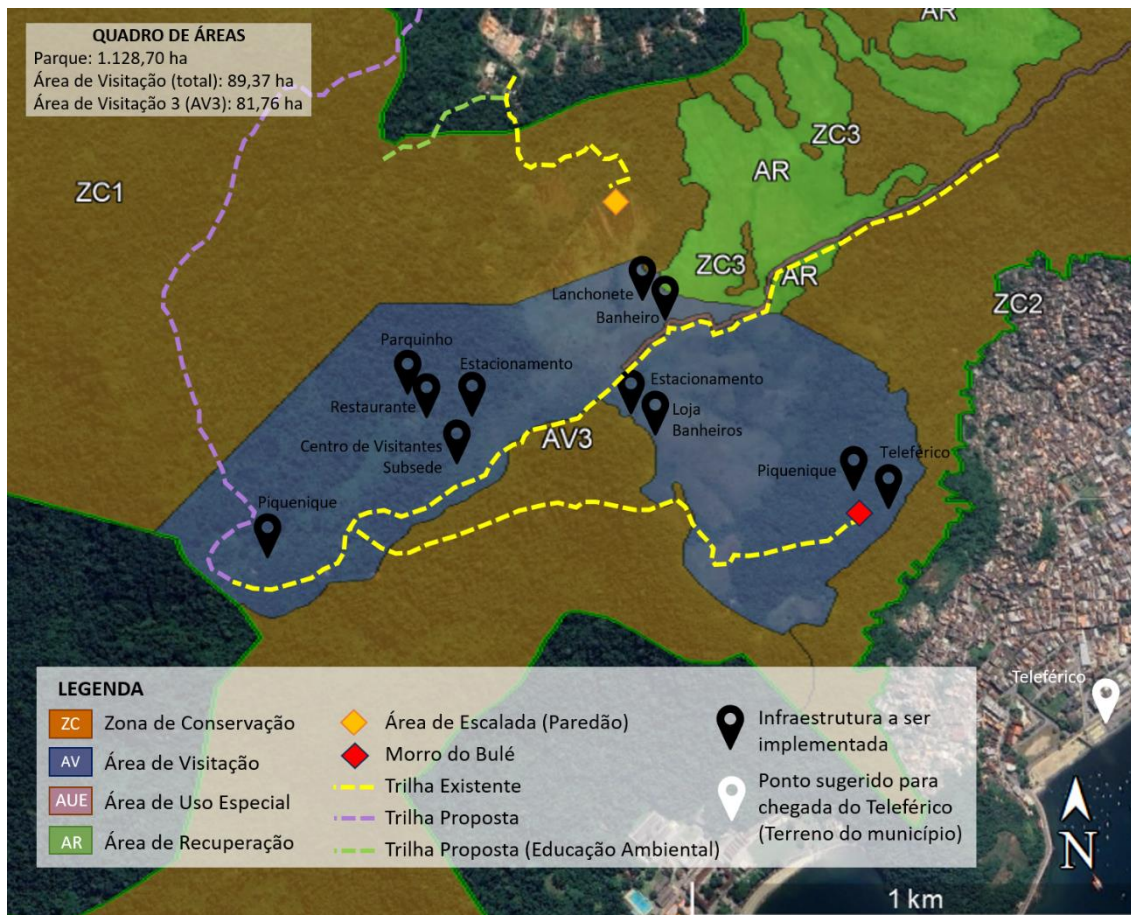 QUADRO DE ÁREAS
Parque: 1.128,70 ha
Área de Visitação (total): 89,37 ha
Área de Visitação 3 (AV3): 81,76 ha
AR
ZC3
AR
ZC1
ZC3
AR
ZC2
Lanchonete
Banheiro
Parquinho
Estacionamento
Restaurante
Estacionamento
Loja
Banheiros
Centro de Visitantes
Subsede
AV3
Teleférico
Piquenique
Piquenique
Teleférico
LEGENDA
ZC Zona de Conservação
AV Área de Visitação
AUE Área de Uso Especial
AR Área de Recuperação
Área de Escalada (Paredão)
Morro do Bulé
Trilha Existente
Trilha Proposta
Trilha Proposta (Educação Ambiental)
Infraestrutura a ser
implementada
Ponto sugerido para
chegada do Teleférico
(Terreno do município)
N
1 km